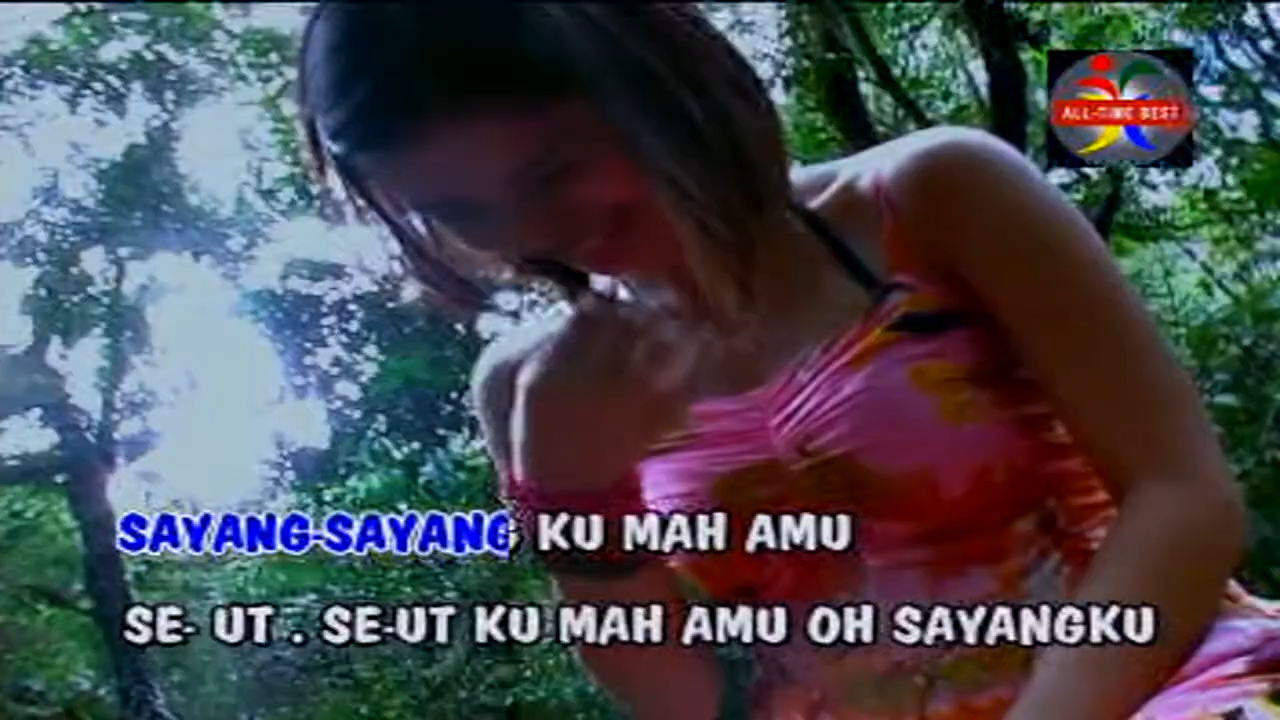 ALL-TIME BEST
SAYANG-SAYANG KU MAH AMU
SE- UT . SE-UT KU MAH AMU OH SAYANGKU